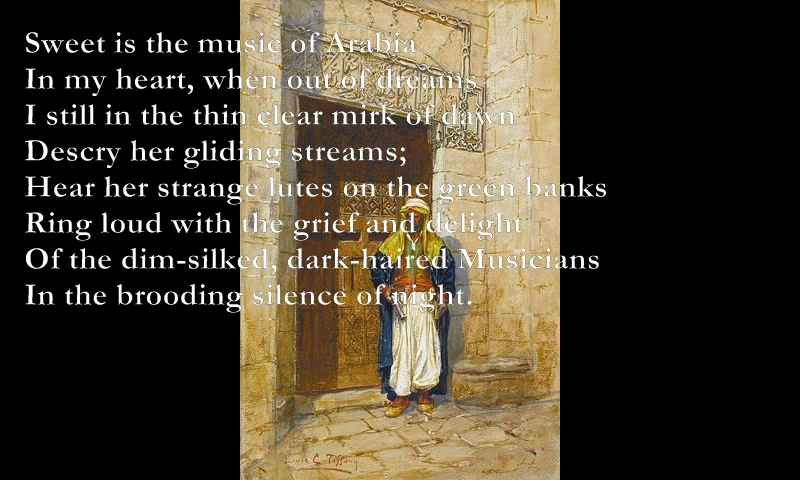 Sweet is the music of Arabia
In my heart, when out of dreams
I still in the thin clear mirk of dawn
Descry her gliding streams;
Hear her strange lutes on the green banks
Ring loud with the grief and delight
Of the dim-silked, dark-haired Musicians
In the brooding silence of night.
Louis C. Tiffany